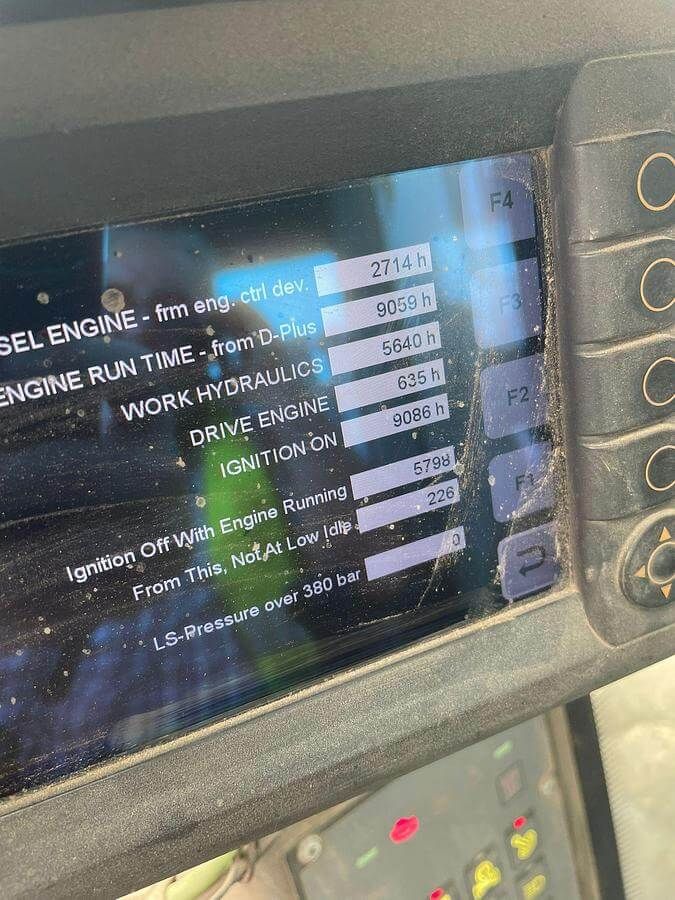 F4
SEL ENGINE - frm eng. ctrl dev. 2714 h
ENGINE RUN TIME - from D-Plus 9059 h
F3
WORK HYDRAULICS 5640 h
DRIVE ENGINE 635 h
F2
IGNITION ON 9086 h
Ignition Off With Engine Running 5798
F1
From This, Not At Low Idle 226
LS-Pressure over 380 bar 0